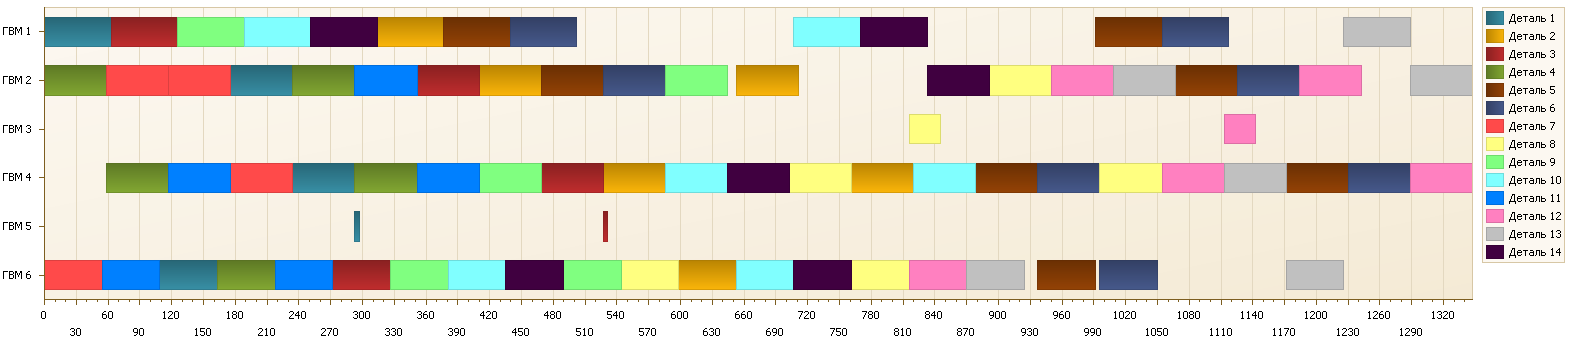 ГВМ 1
ГВМ 2
ГВМ 3
ГВМ 4
ГВМ 5
ГВМ 6
0 60 120 180 240 300 360 420 480 540 600 660 720 780 840 900 960 1020 1080 1140 1200 1260 1320
30 90 150 210 270 330 390 450 510 570 630 690 750 810 870 930 990 1050 1110 1170 1230 1290
Деталь 1
Деталь 2
Деталь 3
Деталь 4
Деталь 5
Деталь 6
Деталь 7
Деталь 8
Деталь 9
Деталь 10
Деталь 11
Деталь 12
Деталь 13
Деталь 14